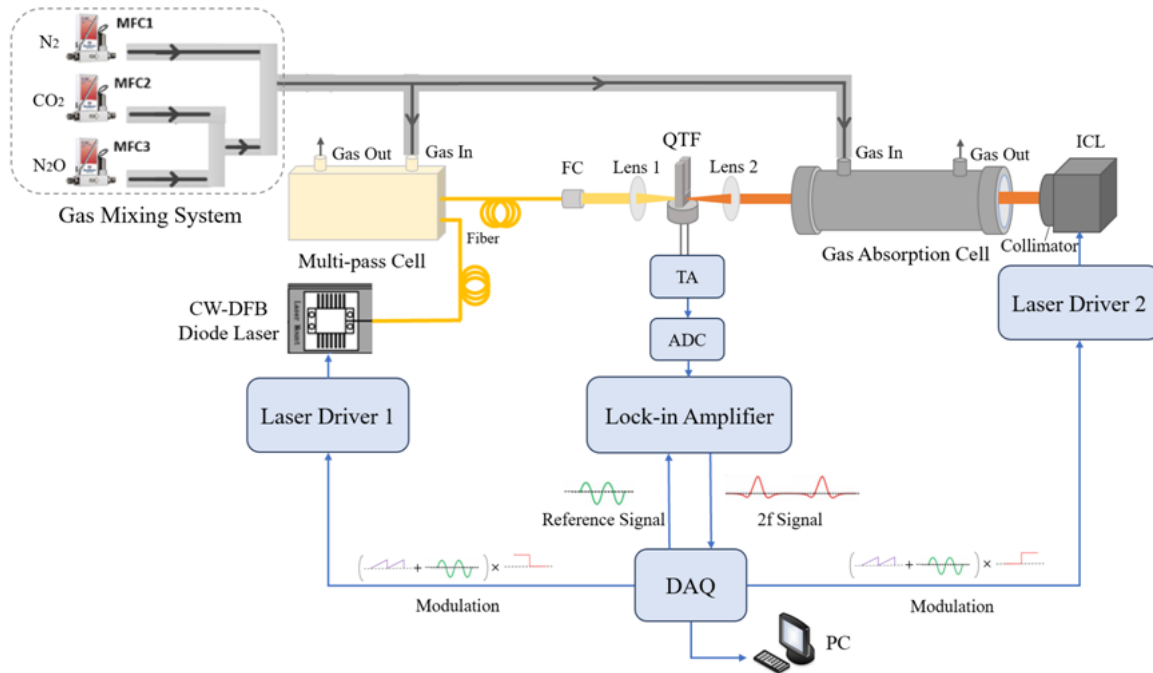 N2
MFC1
CO2
MFC2
N2O
MFC3
Gas Mixing System
Gas Out
Gas In
Multi-pass Cell
Fiber
FC
Lens 1
QTF
Lens 2
Gas In
Gas Out
ICL
Gas Absorption Cell
Collimator
CW-DFB
Diode Laser
Laser Mount
TA
ADC
Laser Driver 2
Laser Driver 1
Lock-in Amplifier
Reference Signal
2f Signal
( + ) ×
Modulation
DAQ
( + ) ×
Modulation
PC